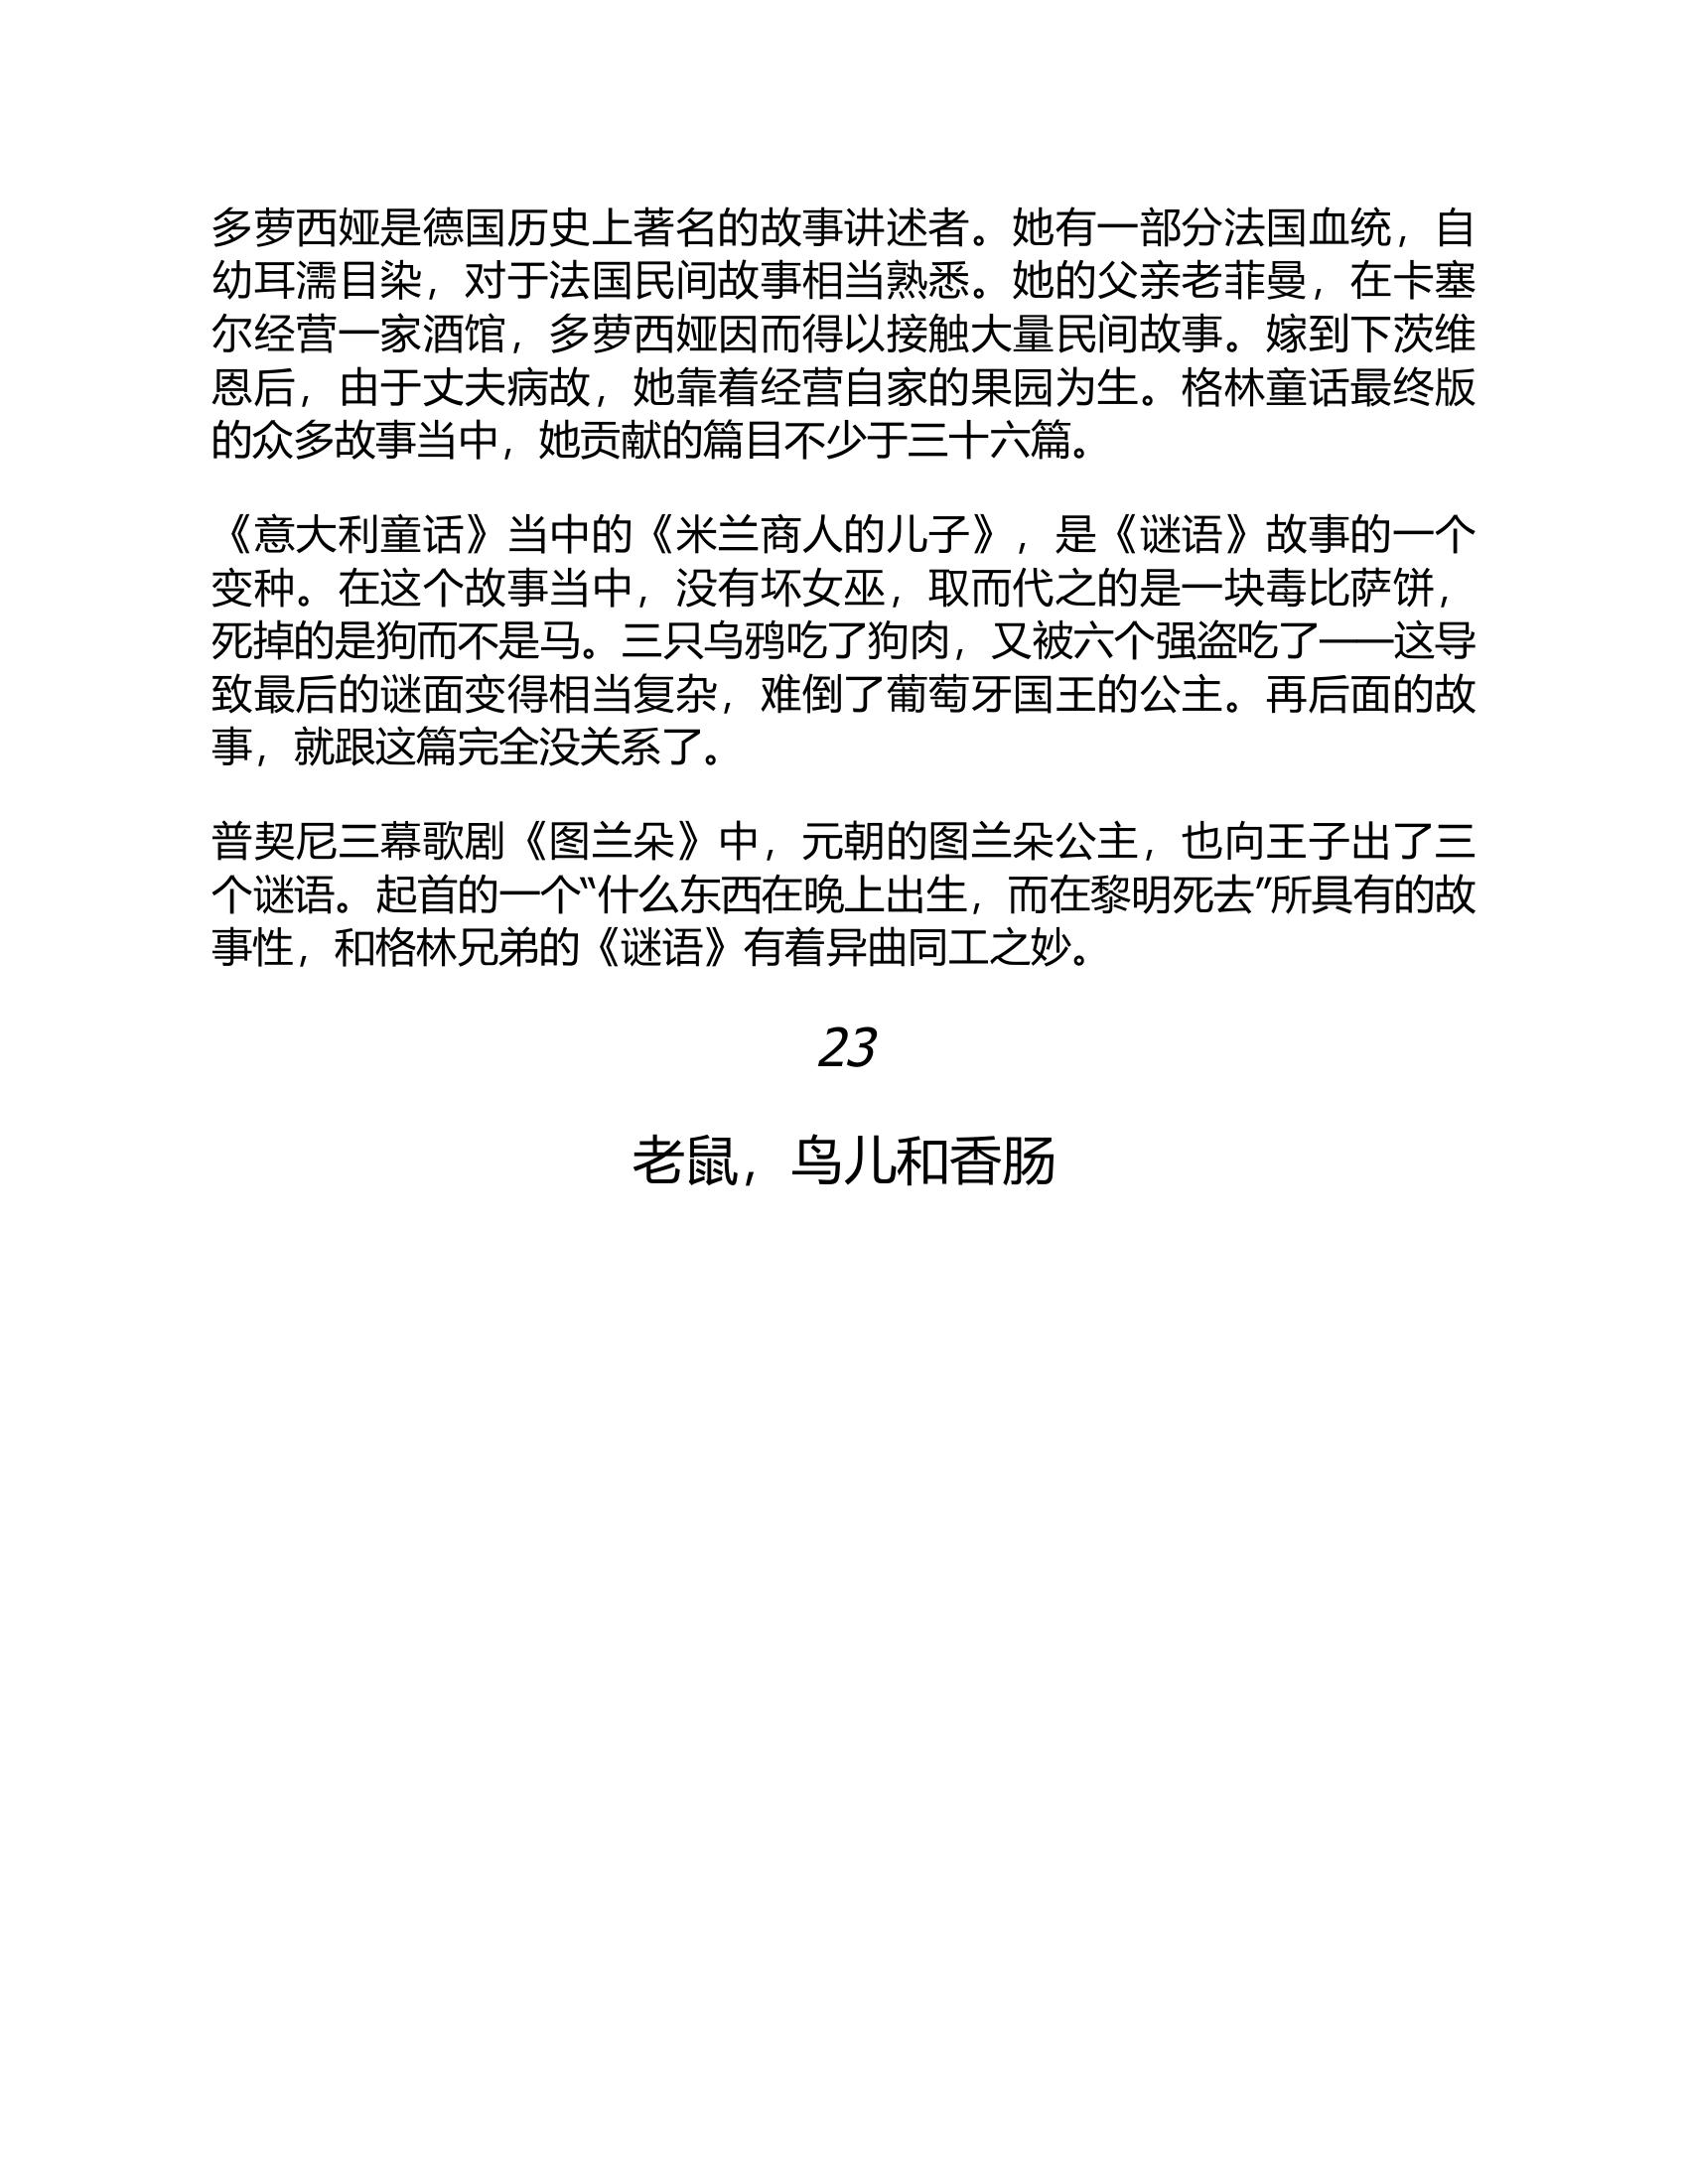 多萝西娅是德国历史上著名的故事讲述者。她有一部分法国血统，自
幼耳濡目染，对于法国民间故事相当熟悉。她的父亲老菲曼，在卡塞
尔经营一家酒馆，多萝西娅因而得以接触大量民间故事。嫁到下茨维
恩后，由于丈夫病故，她靠着经营自家的果园为生。格林童话最终版
的众多故事当中，她贡献的篇目不少于三十六篇。
《意大利童话》当中的《米兰商人的儿子》，是《谜语》故事的一个
变种。在这个故事当中，没有坏女巫，取而代之的是一块毒比萨饼，
死掉的是狗而不是马。三只乌鸦吃了狗肉，又被六个强盗吃了——这导
致最后的谜面变得相当复杂，难倒了葡萄牙国王的公主。再后面的故
事，就跟这篇完全没关系了。
普契尼三幕歌剧《图兰朵》中，元朝的图兰朵公主，也向王子出了三
个谜语。起首的一个“什么东西在晚上出生，而在黎明死去”所具有的故
事性，和格林兄弟的《谜语》有着异曲同工之妙。
23
老鼠，鸟儿和香肠